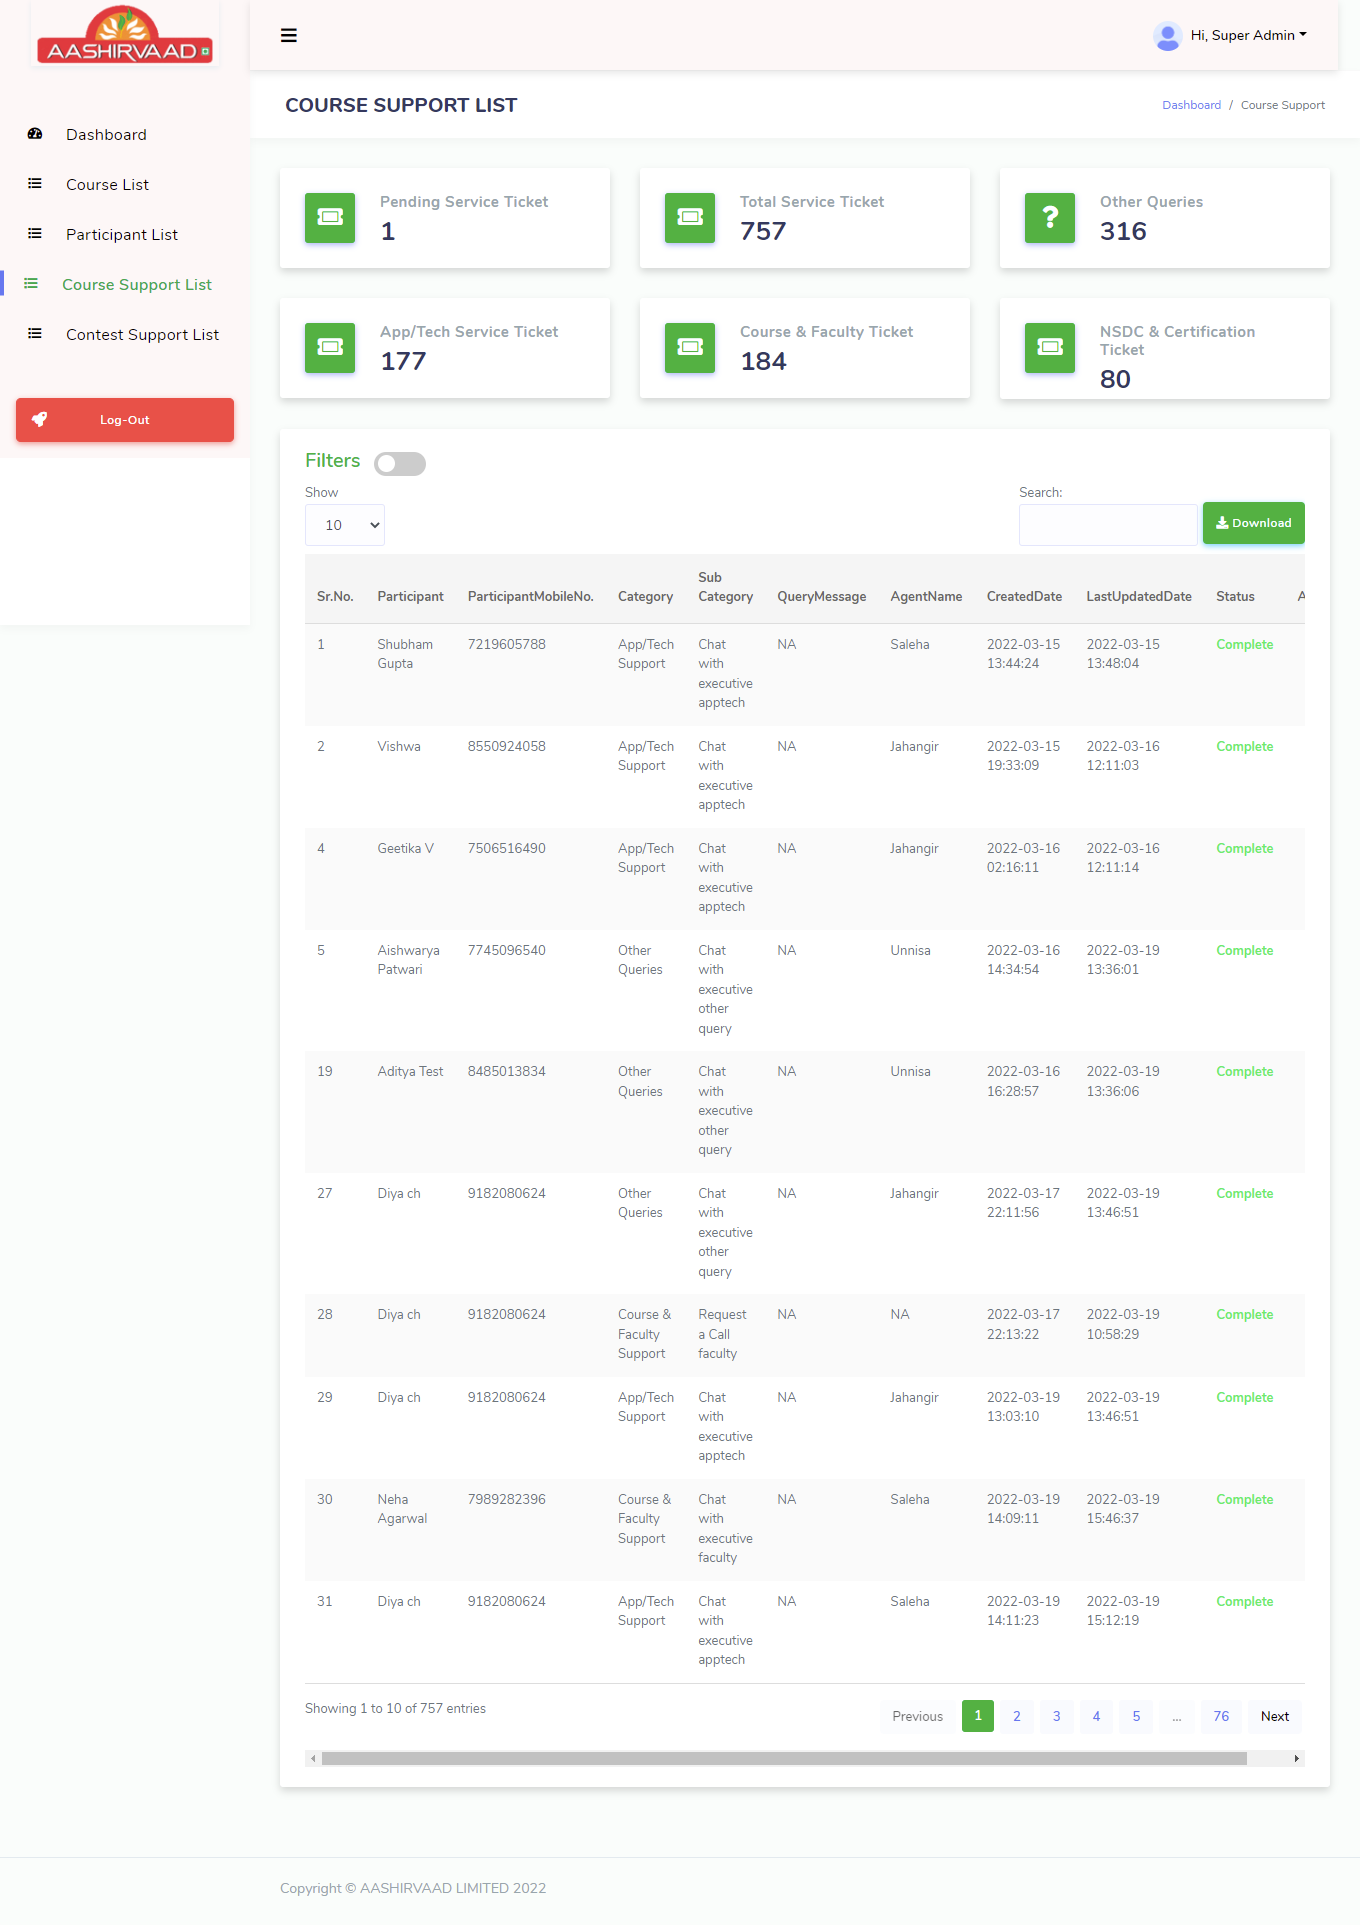 AASHIRVAAD
Hi, Super Admin
COURSE SUPPORT LIST
Dashboard / Course Support
Dashboard
Course List
Participant List
Course Support List
Contest Support List
Log-Out
Pending Service Ticket
1
Total Service Ticket
757
Other Queries
316
App/Tech Service Ticket
177
Course & Faculty Ticket
184
NSDC & Certification
Ticket
80
Filters
Show
10
Search:
Download
Sr.No. Participant ParticipantMobileNo. Category Sub Category QueryMessage AgentName CreatedDate LastUpdatedDate Status A
1 Shubham Gupta 7219605788 App/Tech Support Chat with executive apptech NA Saleha 2022-03-15 13:44:24 2022-03-15 13:48:04 Complete
2 Vishwa 8550924058 App/Tech Support Chat with executive apptech NA Jahangir 2022-03-15 19:33:09 2022-03-16 12:11:03 Complete
4 Geetika V 7506516490 App/Tech Support Chat with executive apptech NA Jahangir 2022-03-16 02:16:11 2022-03-16 12:11:14 Complete
5 Aishwarya Patwari 7745096540 Other Queries Chat with executive other query NA Unnisa 2022-03-16 14:34:54 2022-03-19 13:36:01 Complete
19 Aditya Test 8485013834 Other Queries Chat with executive other query NA Unnisa 2022-03-16 16:28:57 2022-03-19 13:36:06 Complete
27 Diya ch 9182080624 Other Queries Chat with executive other query NA Jahangir 2022-03-17 22:11:56 2022-03-19 13:46:51 Complete
28 Diya ch 9182080624 Course & Faculty Support Request a Call faculty NA NA 2022-03-17 22:13:22 2022-03-19 10:58:29 Complete
29 Diya ch 9182080624 App/Tech Support Chat with executive apptech NA Jahangir 2022-03-19 13:03:10 2022-03-19 13:46:51 Complete
30 Neha Agarwal 7989282396 Course & Faculty Support Chat with executive faculty NA Saleha 2022-03-19 14:09:11 2022-03-19 15:46:37 Complete
31 Diya ch 9182080624 App/Tech Support Chat with executive apptech NA Saleha 2022-03-19 14:11:23 2022-03-19 15:12:19 Complete
Showing 1 to 10 of 757 entries
Previous 1 2 3 4 5 ... 76 Next
Copyright © AASHIRVAAD LIMITED 2022